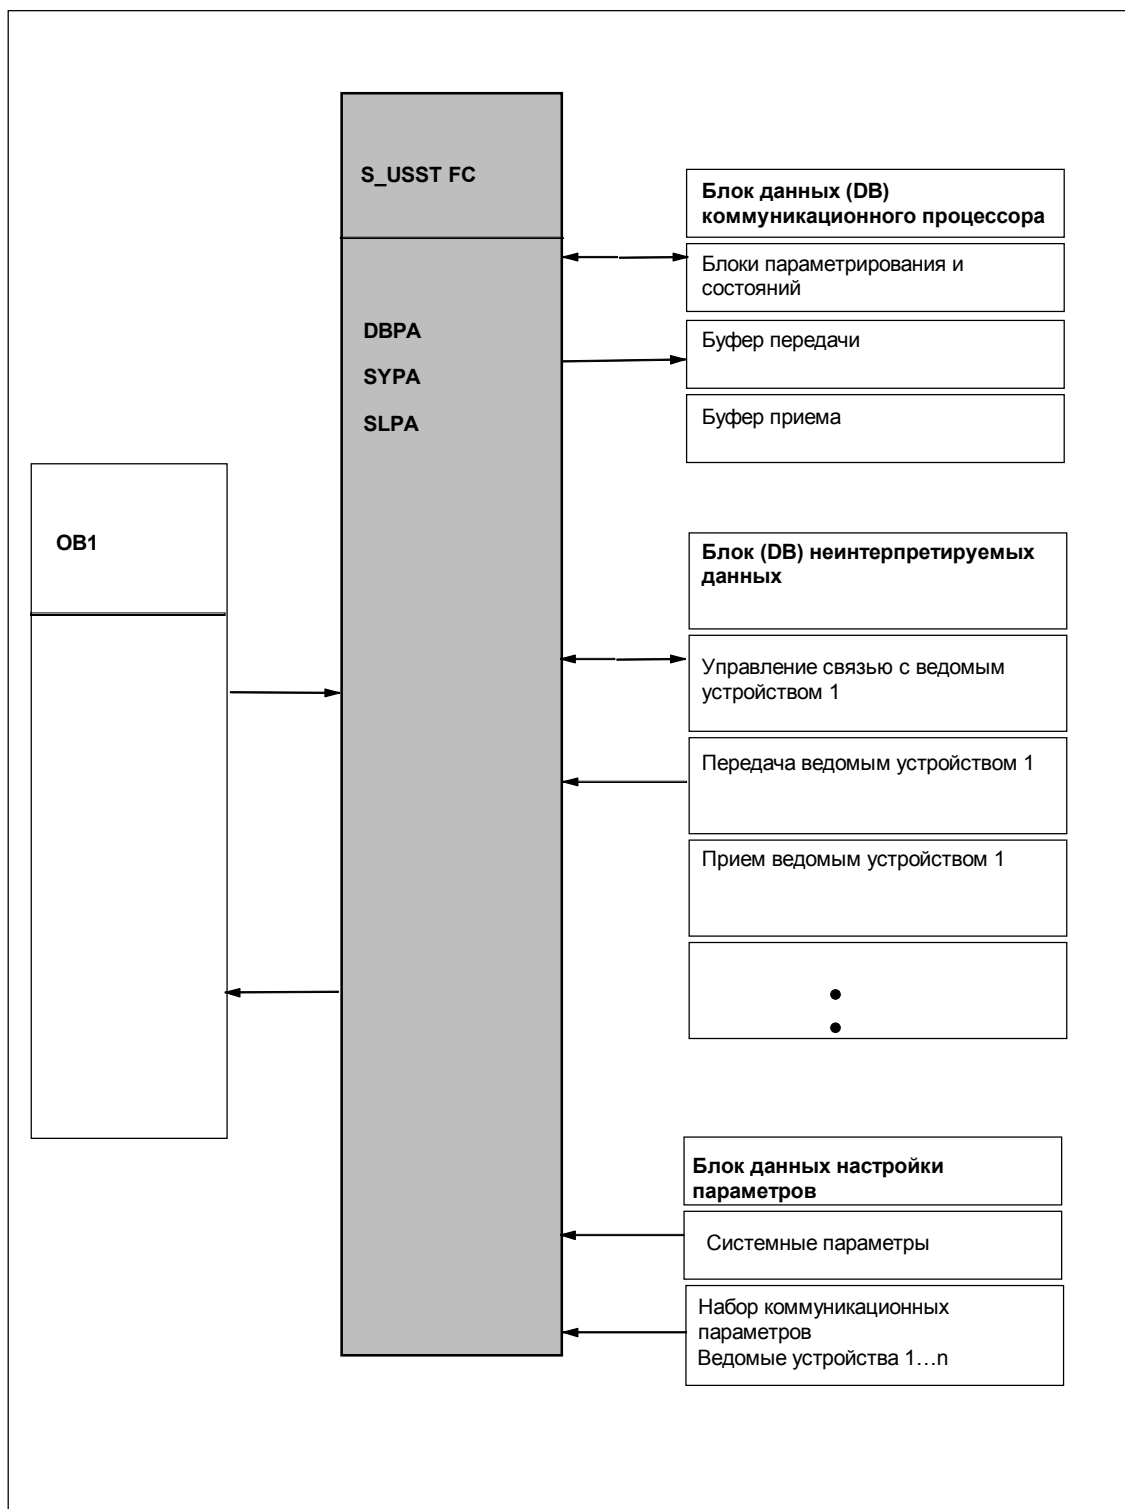 S_USST FC
DBPA
SYPA
SLPA
OB1
Блок данных (DB)
коммуникационного процессора
Блоки параметрирования и
состояний
Буфер передачи
Буфер приема
Блок (DB) неинтерпретируемых
данных
Управление связью с ведомым
устройством 1
Передача ведомым устройством 1
Прием ведомым устройством 1
Блок данных настройки
параметров
Системные параметры
Набор коммуникационных
параметров
Ведомые устройства 1…n